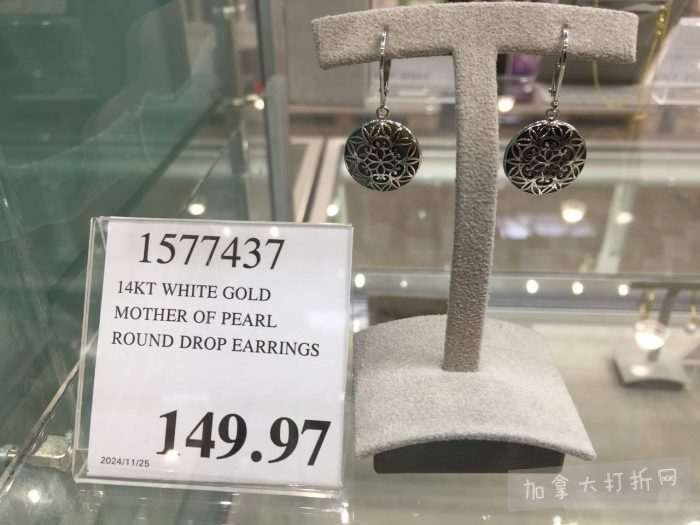 1577437
14KT WHITE GOLD
MOTHER OF PEARL
ROUND DROP EARRINGS
149.97
2024/11/25
加拿大打折网